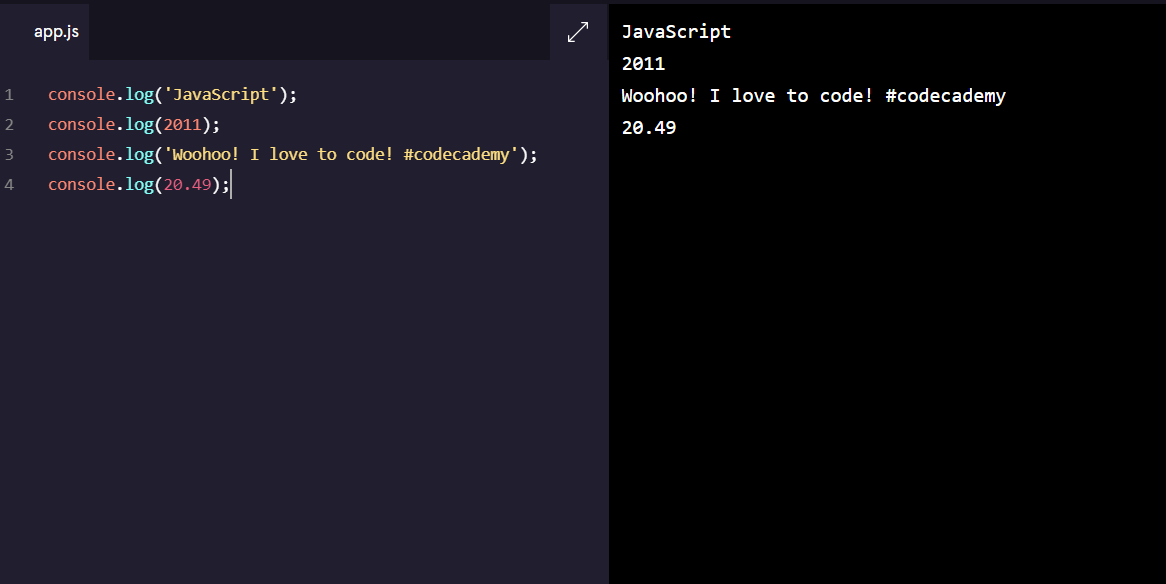 app.js
1 console.log('JavaScript');
2 console.log(2011);
3 console.log('Woohoo! I love to code! #codecademy');
4 console.log(20.49);
JavaScript
2011
Woohoo! I love to code! #codecademy
20.49